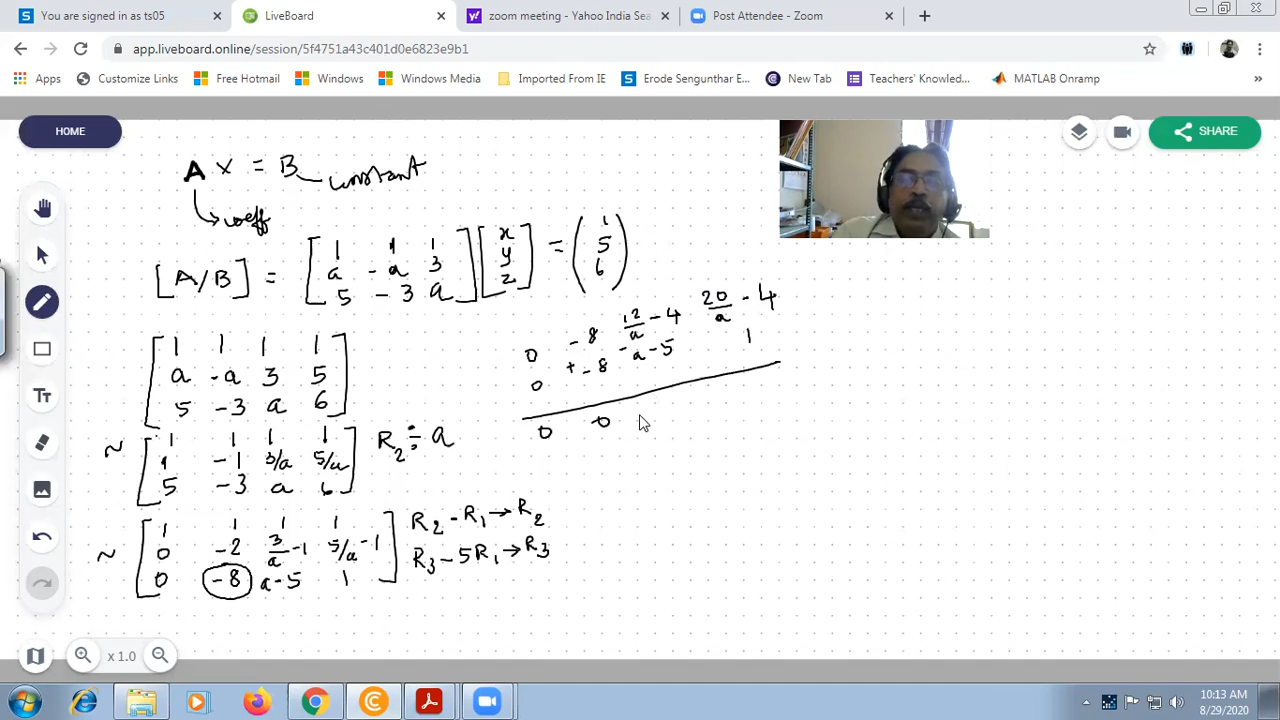 You are signed in as ts05
LiveBoard
zoom meeting - Yahoo India Sea
Post Attendee - Zoom
app.liveboard.online/session/5f4751a43c401d0e6823e9b1
Apps
Customize Links
Free Hotmail
Windows
Windows Media
Imported From IE
Erode Sengunthar E...
New Tab
Teachers' Knowled...
MATLAB Onramp
»
HOME
SHARE
A X = B constant
coeff
[A/B] =
1 1 1
a -a 3
5 -3 a
x
y
z
=
1
5
6
1 1 1 1
a -a 3 5
5 -3 a 6
~
1 1 1 1
1 -1 3/a 5/a
5 -3 a 6
R2 ÷ a
~
1 1 1 1
0 -2 3/a -1 5/a -1
0 -8 a-5 1
R2 - R1 → R2
R3 - 5R1 → R3
0 -8 12/a - 4 20/a - 4
0 + -8 - a - 5 1
0 0
Tт
x 1.0
10:13 AM
8/29/2020